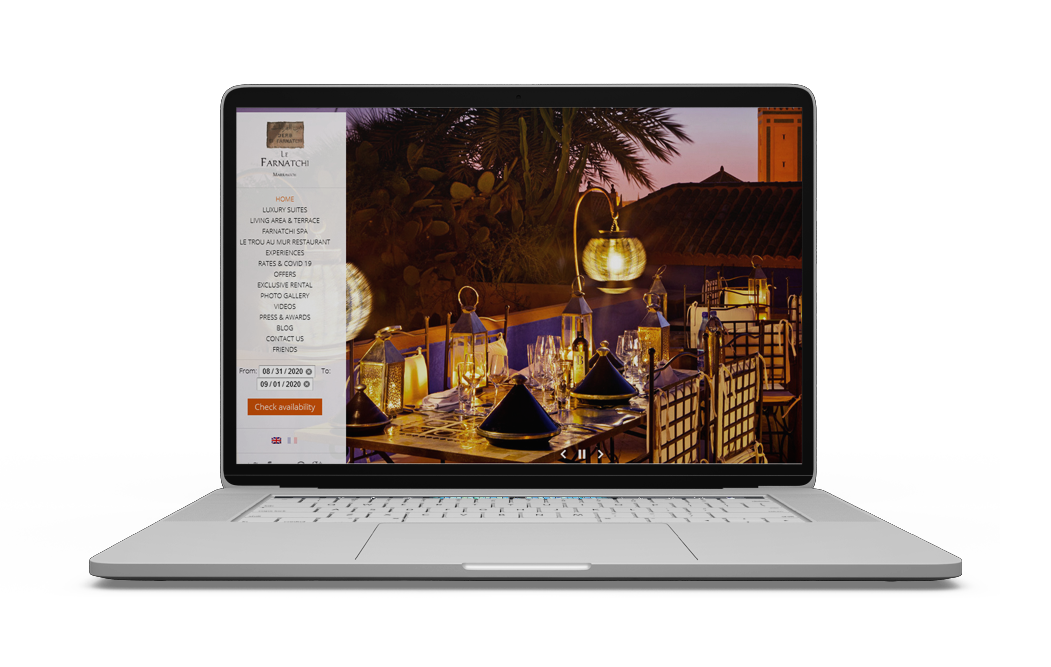 LE
FARNATCHI
MARRAKECH
HOME
LUXURY SUITES
LIVING AREA & TERRACE
FARNATCHI SPA
LE TROU AU MUR RESTAURANT
EXPERIENCES
RATES & COVID 19
OFFERS
EXCLUSIVE RENTAL
PHOTO GALLERY
VIDEOS
PRESS & AWARDS
BLOG
CONTACT US
FRIENDS
From: 08 / 31 / 2020 To:
09 / 01 / 2020
Check availability